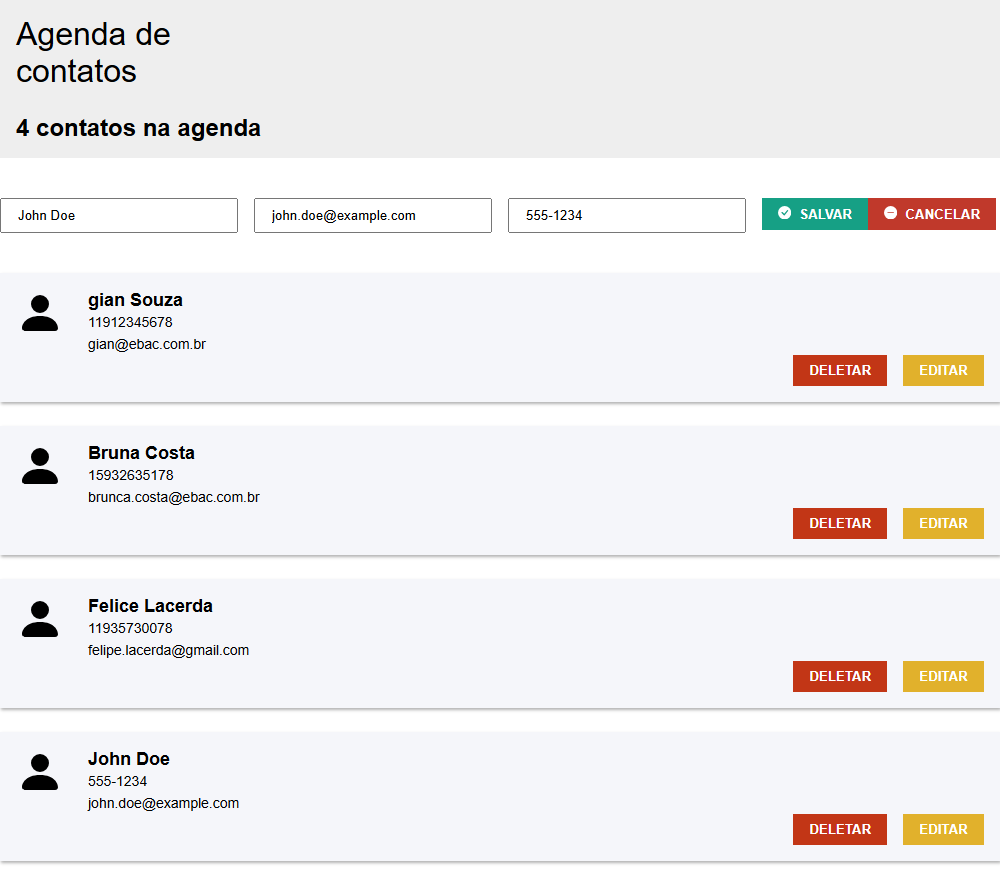 Agenda de
contatos
4 contatos na agenda
John Doe
john.doe@example.com
555-1234
SALVAR
CANCELAR
gian Souza
11912345678
gian@ebac.com.br
DELETAR
EDITAR
Bruna Costa
15932635178
brunca.costa@ebac.com.br
DELETAR
EDITAR
Felice Lacerda
11935730078
felipe.lacerda@gmail.com
DELETAR
EDITAR
John Doe
555-1234
john.doe@example.com
DELETAR
EDITAR